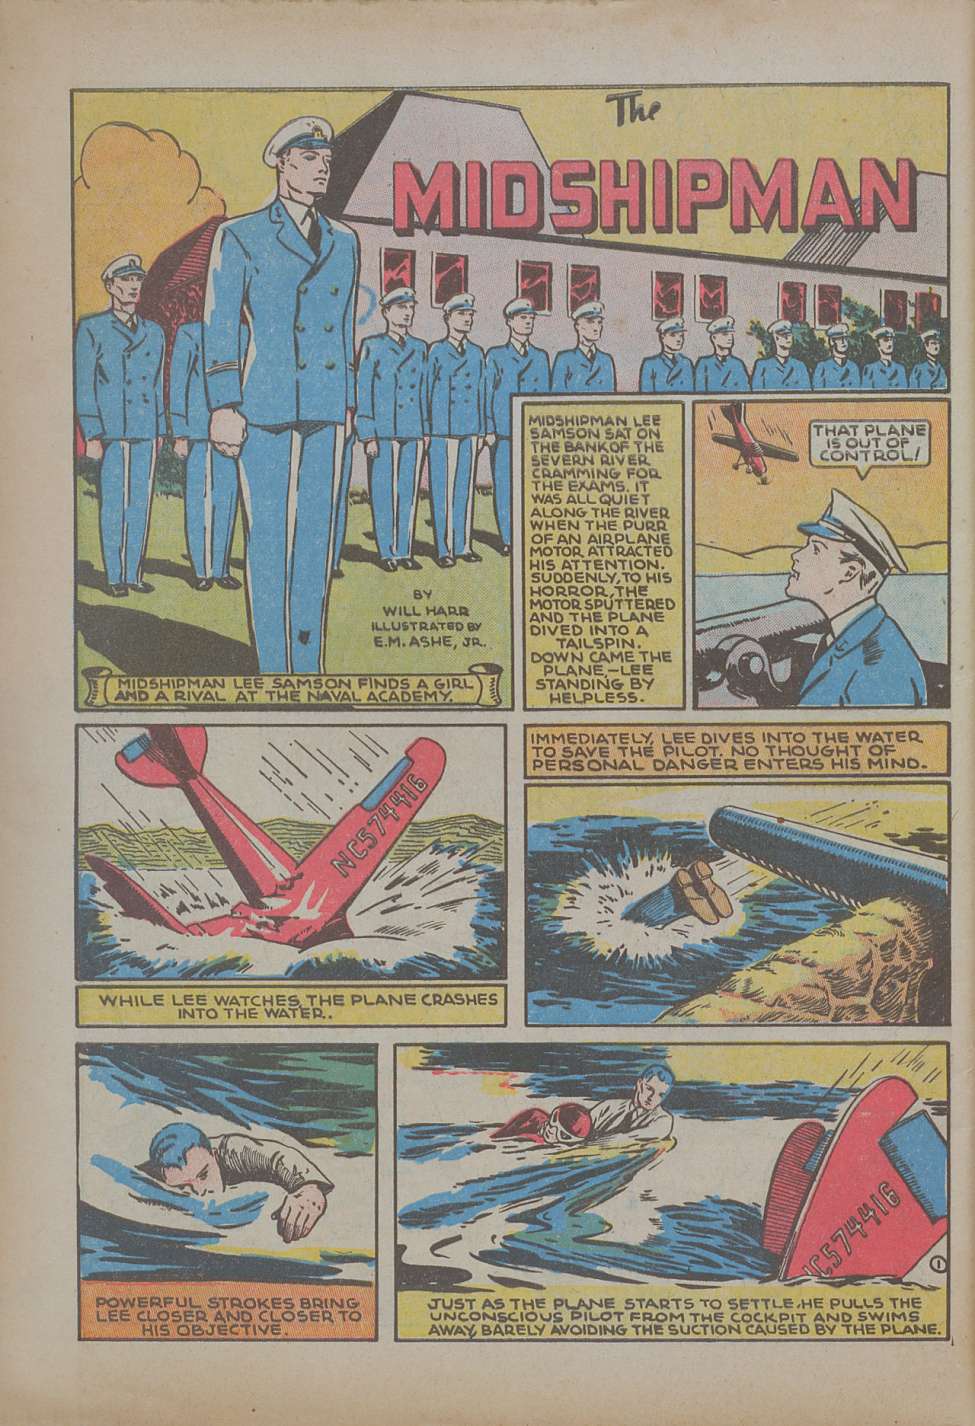 The
MIDSHIPMAN
BY
WILL HARR
ILLUSTRATED BY
E.M. ASHE, JR.
MIDSHIPMAN LEE SAMSON FINDS A GIRL
AND A RIVAL AT THE NAVAL ACADEMY.
MIDSHIPMAN LEE
SAMSON SAT ON
THE BANK OF THE
SEVERN RIVER
CRAMMING FOR
THE EXAMS. IT
WAS ALL QUIET
ALONG THE RIVER
WHEN THE PURR
OF AN AIRPLANE
MOTOR ATTRACTED
HIS ATTENTION.
SUDDENLY, TO HIS
HORROR, THE
MOTOR SPUTTERED
AND THE PLANE
DIVED INTO A
TAILSPIN.
DOWN CAME THE
PLANE,-LEE
STANDING BY
HELPLESS.
THAT PLANE
IS OUT OF
CONTROL!
NC574416
WHILE LEE WATCHES, THE PLANE CRASHES
INTO THE WATER.
IMMEDIATELY, LEE DIVES INTO THE WATER
TO SAVE THE PILOT. NO THOUGHT OF
PERSONAL DANGER ENTERS HIS MIND.
POWERFUL STROKES BRING
LEE CLOSER AND CLOSER TO
HIS OBJECTIVE.
NC574416
1
JUST AS THE PLANE STARTS TO SETTLE, HE PULLS THE
UNCONSCIOUS PILOT FROM THE COCKPIT AND SWIMS
AWAY, BARELY AVOIDING THE SUCTION CAUSED BY THE PLANE.